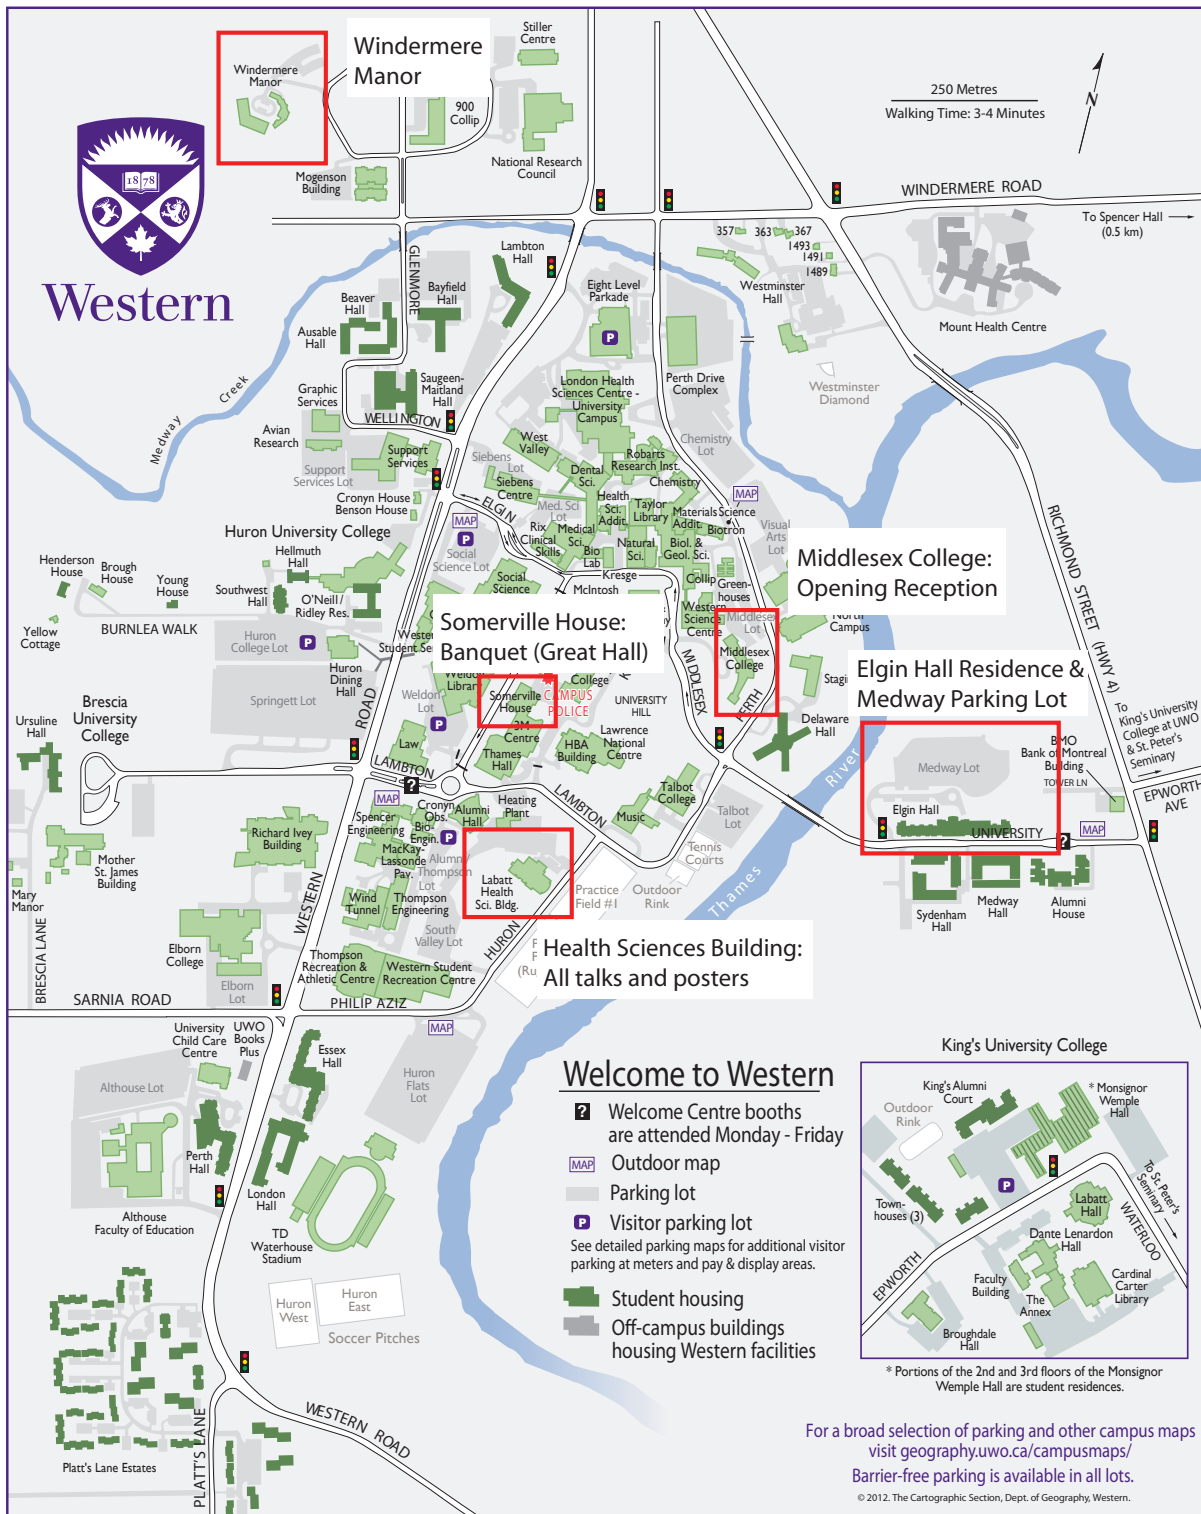 Windermere
Manor
Windermere
Manor
Stiller
Centre
900
Collip
National Research
Council
Mogenson
Building
250 Metres
Walking Time: 3-4 Minutes
N
18 78
Western
WINDERMERE ROAD
To Spencer Hall
(0.5 km)
357
363
367
1493
1491
1489
Westminster
Hall
Mount Health Centre
Westminster
Diamond
GLENMORE
Lambton
Hall
Bayfield
Hall
Beaver
Hall
Ausable
Hall
Eight Level
Parkade
P
Perth Drive
Complex
Saugeen-
Maitland
Hall
Graphic
Services
WELLINGTON
Medway
Creek
Avian
Research
Support
Services Lot
Support
Services
London Health
Sciences Centre -
University
Campus
Chemistry
Lot
West
Valley
Siebens
Lot
Siebens
Centre
Dental
Sci.
Robarts
Research Inst.
Chemistry
MAP
Cronyn House
Benson House
ELGIN
Med. Sci
Lot
Health
Sci.
Addit.
Taylor
Library
Materials Science
Addit.
Biotron
Visual
Arts Lot
Huron University College
MAP
P
Social
Science Lot
Rix
Clinical
Skills
Medical
Sci.
Bio
Lab
Natural
Sci.
Biol. &
Geol. Sci.
Kresge
Collip
Green-
houses
Hellmuth
Hall
Henderson
House
Brough
House
Young
House
Southwest
Hall
O'Neill /
Ridley Res.
Social
Science
McIntosh
Middlesex College:
Opening Reception
Western
Science
Centre
Middlesex
Lot
North
Campus
Yellow
Cottage
BURNLEA WALK
Huron
College Lot
P
Huron
Dining
Hall
Somerville House:
Banquet (Great Hall)
Middlesex
College
MIDDLESEX
PERTH
Elgin Hall Residence &
Medway Parking Lot
RICHMOND STREET (HWY 4)
Springett Lot
ROAD
Weldon
Lot
P
Library
Somerville
House
CAMPUS
POLICE
College
UNIVERSITY
HILL
3M
Centre
Thames
Hall
HBA
Building
Lawrence
National Centre
Delaware
Hall
River
Medway Lot
BMO
Bank of Montreal
Building
TOWER LN
To
King's University
College at UWO
& St. Peter's
Seminary
EPWORTH
AVE
Brescia
University
College
Ursuline
Hall
Law
LAMBTON
?
MAP
Spencer
Engineering
Cronyn
Obs.
Bio-
Engin.
P
Alumni
Hall
Heating
Plant
LAMBTON
Talbot
College
Music
Talbot
Lot
Elgin Hall
UNIVERSITY
?
MAP
Mother
St. James
Building
Richard Ivey
Building
MacKay-
Lassonde
Pav.
Alumni/
Thompson
Lot
Labatt
Health
Sci. Bldg.
Tennis
Courts
Practice
Field #1
Outdoor
Rink
Thames
Sydenham
Hall
Medway
Hall
Alumni
House
Mary
Manor
BRESCIA LANE
WESTERN
Wind
Tunnel
Thompson
Engineering
South
Valley Lot
HURON
Health Sciences Building:
All talks and posters
Elborn
College
Elborn
Lot
Thompson
Recreation &
Athletic Centre
Western Student
Recreation Centre
SARNIA ROAD
PHILIP AZIZ
MAP
University
Child Care
Centre
UWO
Books
Plus
Essex
Hall
Huron
Flats
Lot
Althouse Lot
Perth
Hall
London
Hall
Althouse
Faculty of Education
TD
Waterhouse
Stadium
Huron
West
Huron
East
Soccer Pitches
PLATT'S LANE
WESTERN ROAD
Platt's Lane Estates
Welcome to Western
? Welcome Centre booths
are attended Monday - Friday
MAP Outdoor map
Parking lot
P Visitor parking lot
See detailed parking maps for additional visitor
parking at meters and pay & display areas.
Student housing
Off-campus buildings
housing Western facilities
King's University College
King's Alumni
Court
* Monsignor
Wemple
Hall
Outdoor
Rink
P
Town-
houses (3)
Labatt
Hall
To St. Peter's
Seminary
Dante Lenardon
Hall
WATERLOO
EPWORTH
Faculty
Building
The
Annex
Cardinal
Carter
Library
Broughdale
Hall
* Portions of the 2nd and 3rd floors of the Monsignor
Wemple Hall are student residences.
For a broad selection of parking and other campus maps
visit geography.uwo.ca/campusmaps/
Barrier-free parking is available in all lots.
© 2012. The Cartographic Section, Dept. of Geography, Western.